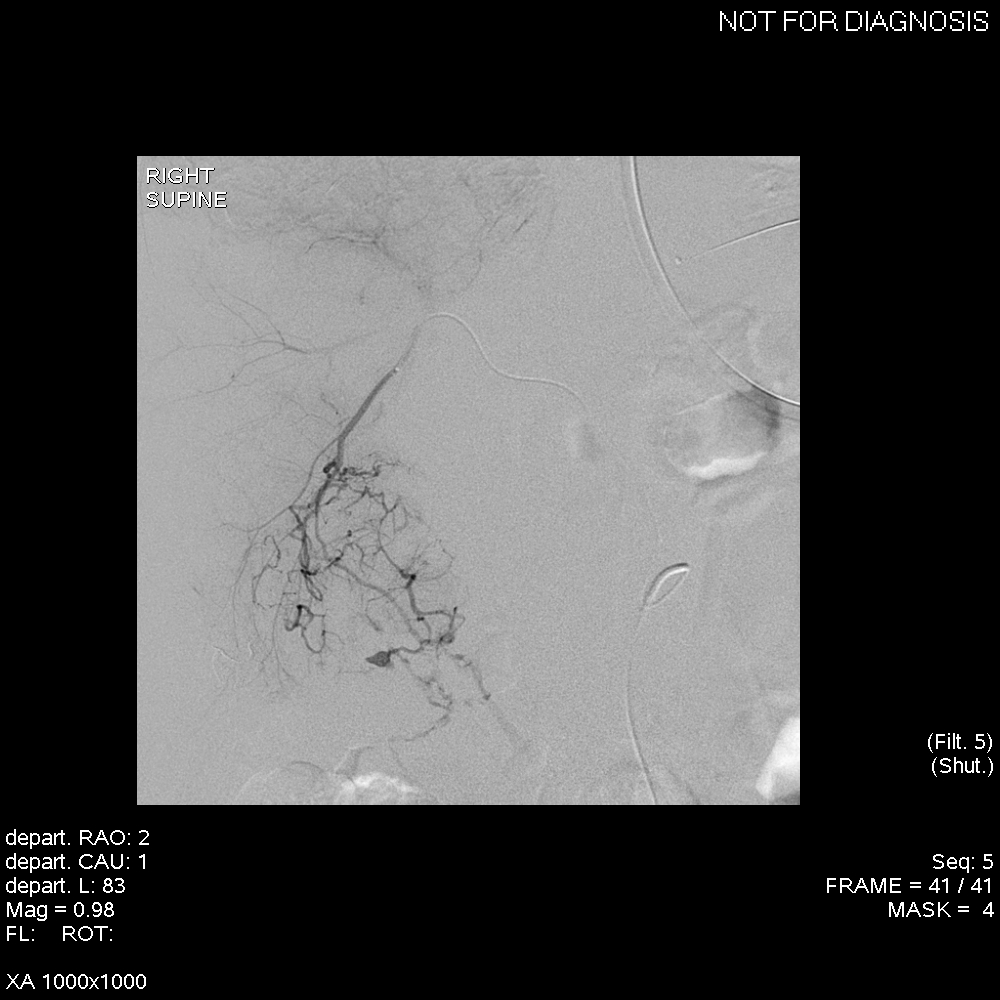 NOT FOR DIAGNOSIS
RIGHT
SUPINE
(Filt. 5)
(Shut.)
depart. RAO: 2
depart. CAU: 1
depart. L: 83
Mag = 0.98
FL: ROT:
Seq: 5
FRAME = 41 / 41
MASK = 4
XA 1000x1000